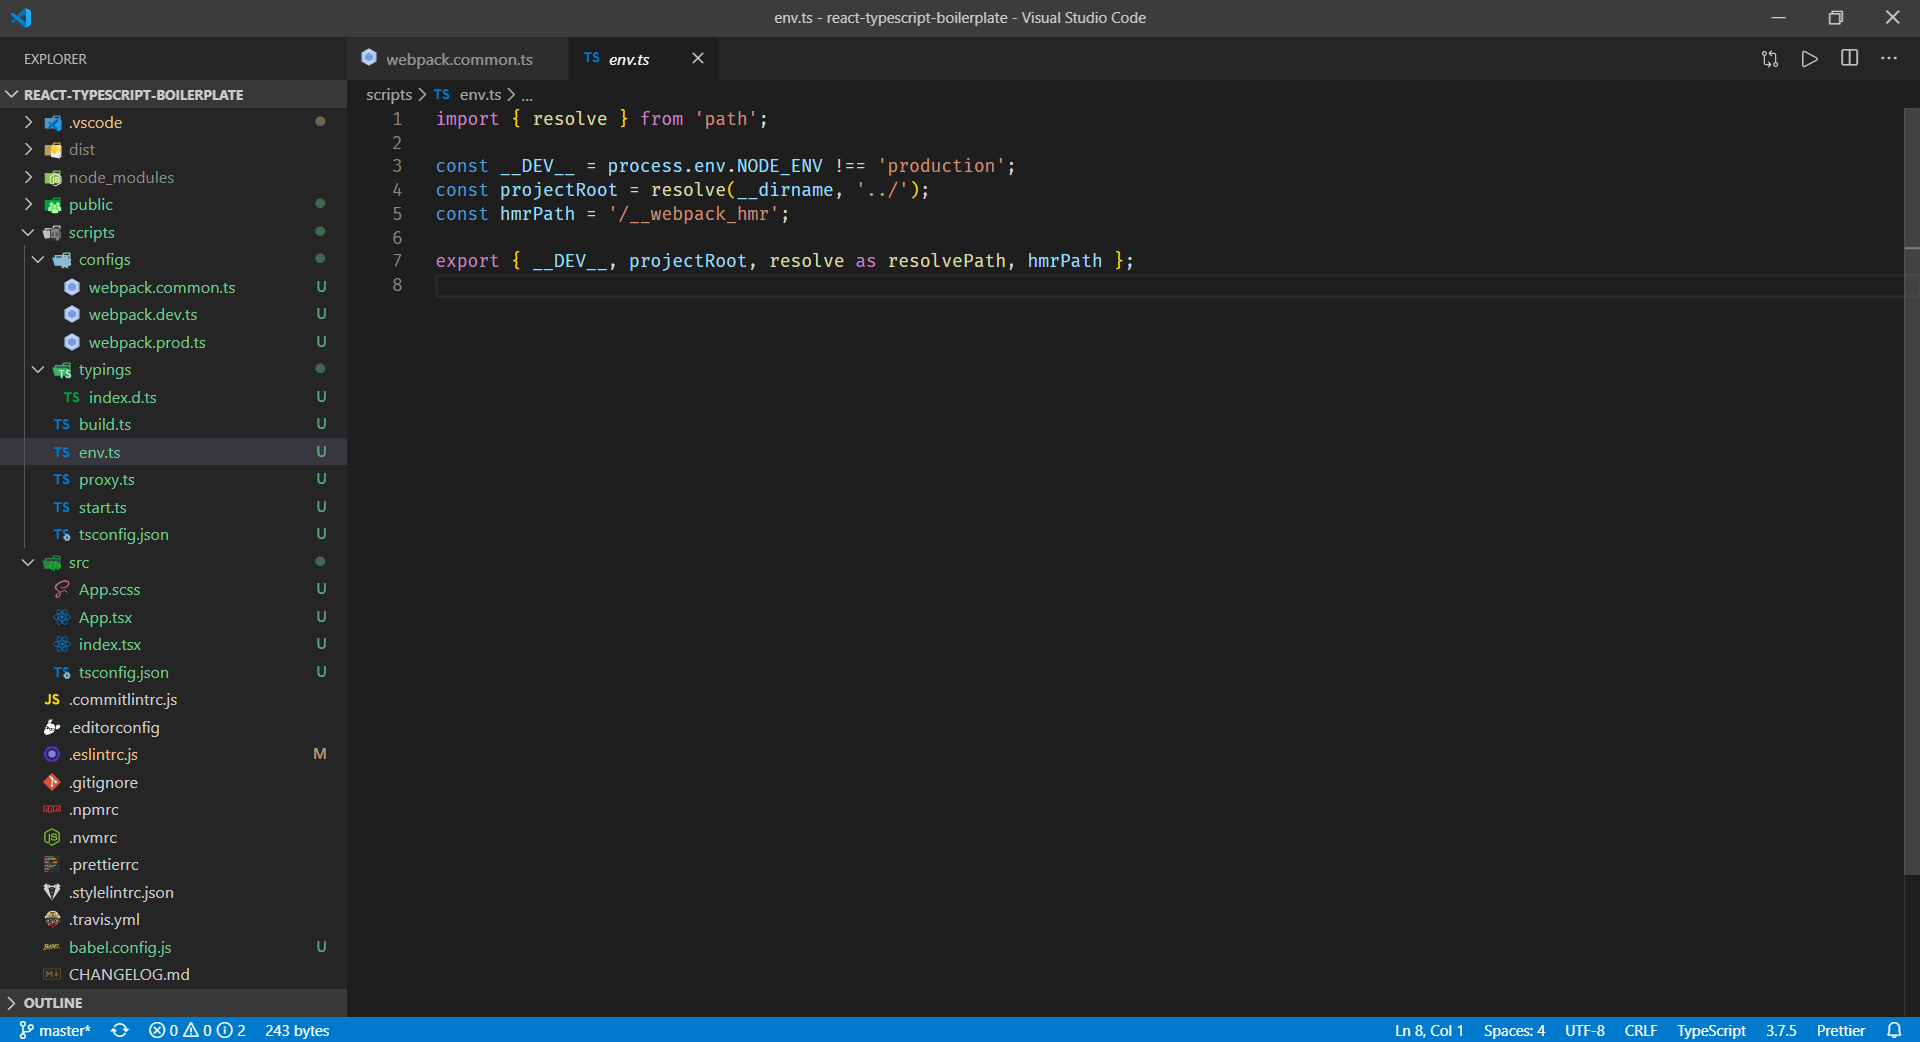 env.ts - react-typescript-boilerplate - Visual Studio Code
EXPLORER
REACT-TYPESCRIPT-BOILERPLATE
.vscode
dist
node_modules
public
scripts
configs
webpack.common.ts U
webpack.dev.ts U
webpack.prod.ts U
typings
TS index.d.ts U
TS build.ts U
TS env.ts U
TS proxy.ts U
TS start.ts U
TS tsconfig.json U
src
App.scss U
App.tsx U
index.tsx U
TS tsconfig.json U
JS .commitlintrc.js
.editorconfig
.eslintrc.js M
.gitignore
.npmrc
.nvmrc
.prettierrc
.stylelintrc.json
.travis.yml
babel.config.js U
CHANGELOG.md
OUTLINE
webpack.common.ts
TS env.ts
scripts > TS env.ts > ...
1 import { resolve } from 'path';
2
3 const __DEV__ = process.env.NODE_ENV !== 'production';
4 const projectRoot = resolve(__dirname, '../');
5 const hmrPath = '/__webpack_hmr';
6
7 export { __DEV__, projectRoot, resolve as resolvePath, hmrPath };
8
master* 0 0 2 243 bytes
Ln 8, Col 1 Spaces: 4 UTF-8 CRLF TypeScript 3.7.5 Prettier